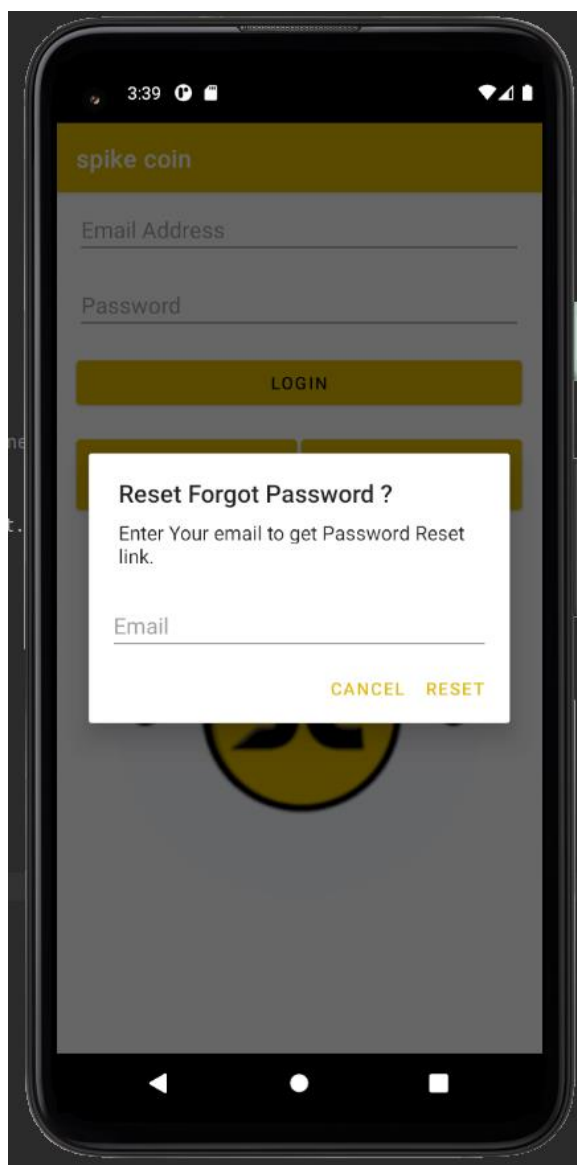 3:39
spike coin
Email Address
Password
LOGIN
Reset Forgot Password ?
Enter Your email to get Password Reset
link.
Email
CANCEL RESET